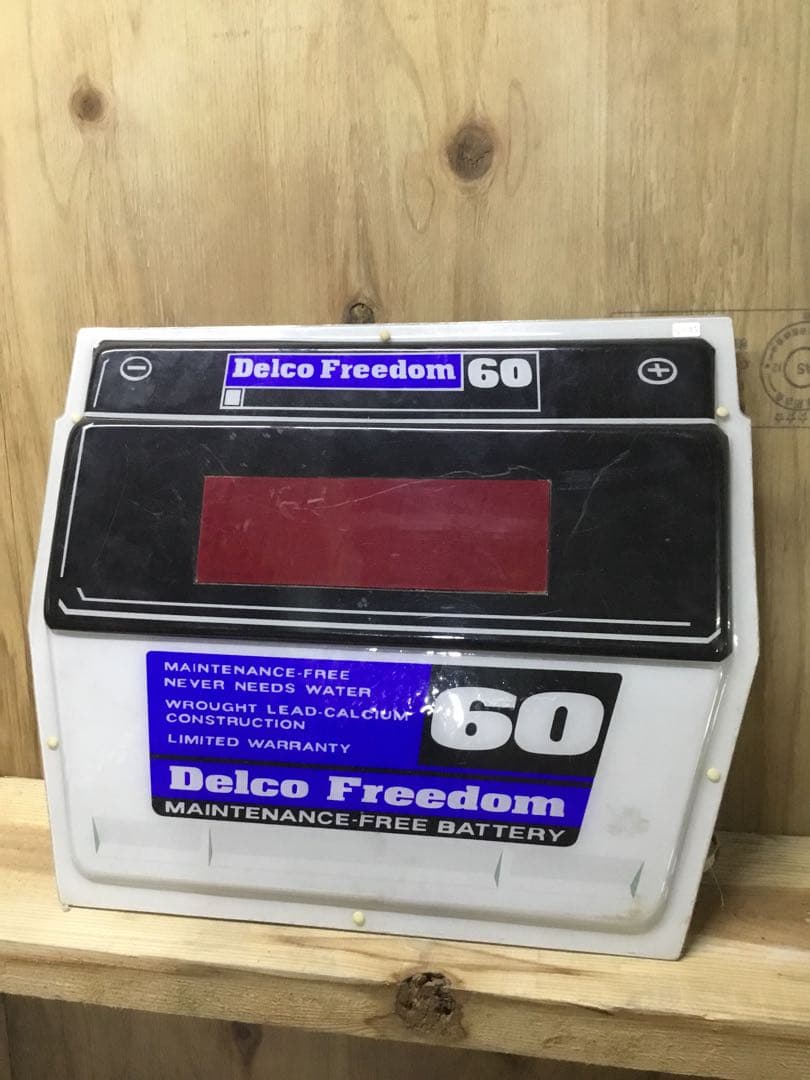 Delco Freedom 60
MAINTENANCE-FREE
NEVER NEEDS WATER
WROUGHT LEAD-CALCIUM
CONSTRUCTION
LIMITED WARRANTY
60
Delco Freedom
MAINTENANCE-FREE BATTERY